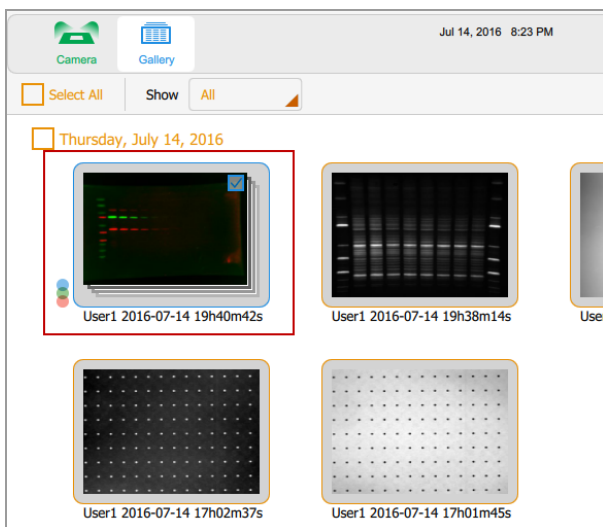 Jul 14, 2016 8:23 PM
Camera
Gallery
Select All
Show
All
Thursday, July 14, 2016
User1 2016-07-14 19h40m42s
User1 2016-07-14 19h38m14s
Use
User1 2016-07-14 17h02m37s
User1 2016-07-14 17h01m45s